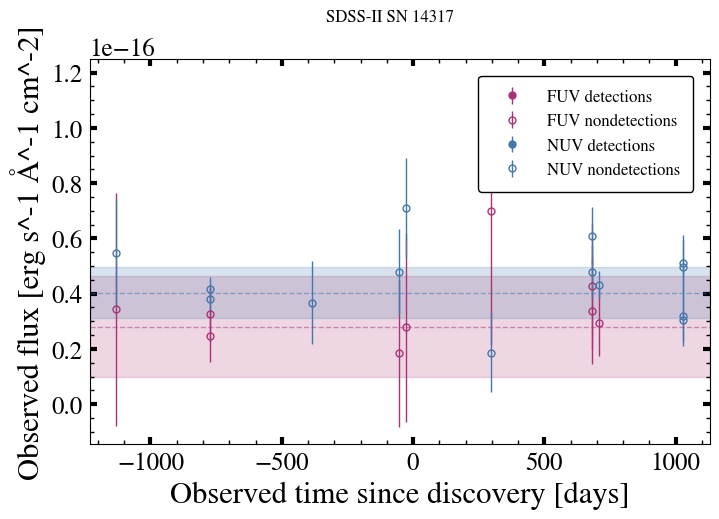 SDSS-II SN 14317
1e−16
1.2
1.0
0.8
0.6
0.4
0.2
0.0
Observed flux [erg s^-1 Å^-1 cm^-2]
FUV detections
FUV nondetections
NUV detections
NUV nondetections
−1000 −500 0 500 1000
Observed time since discovery [days]